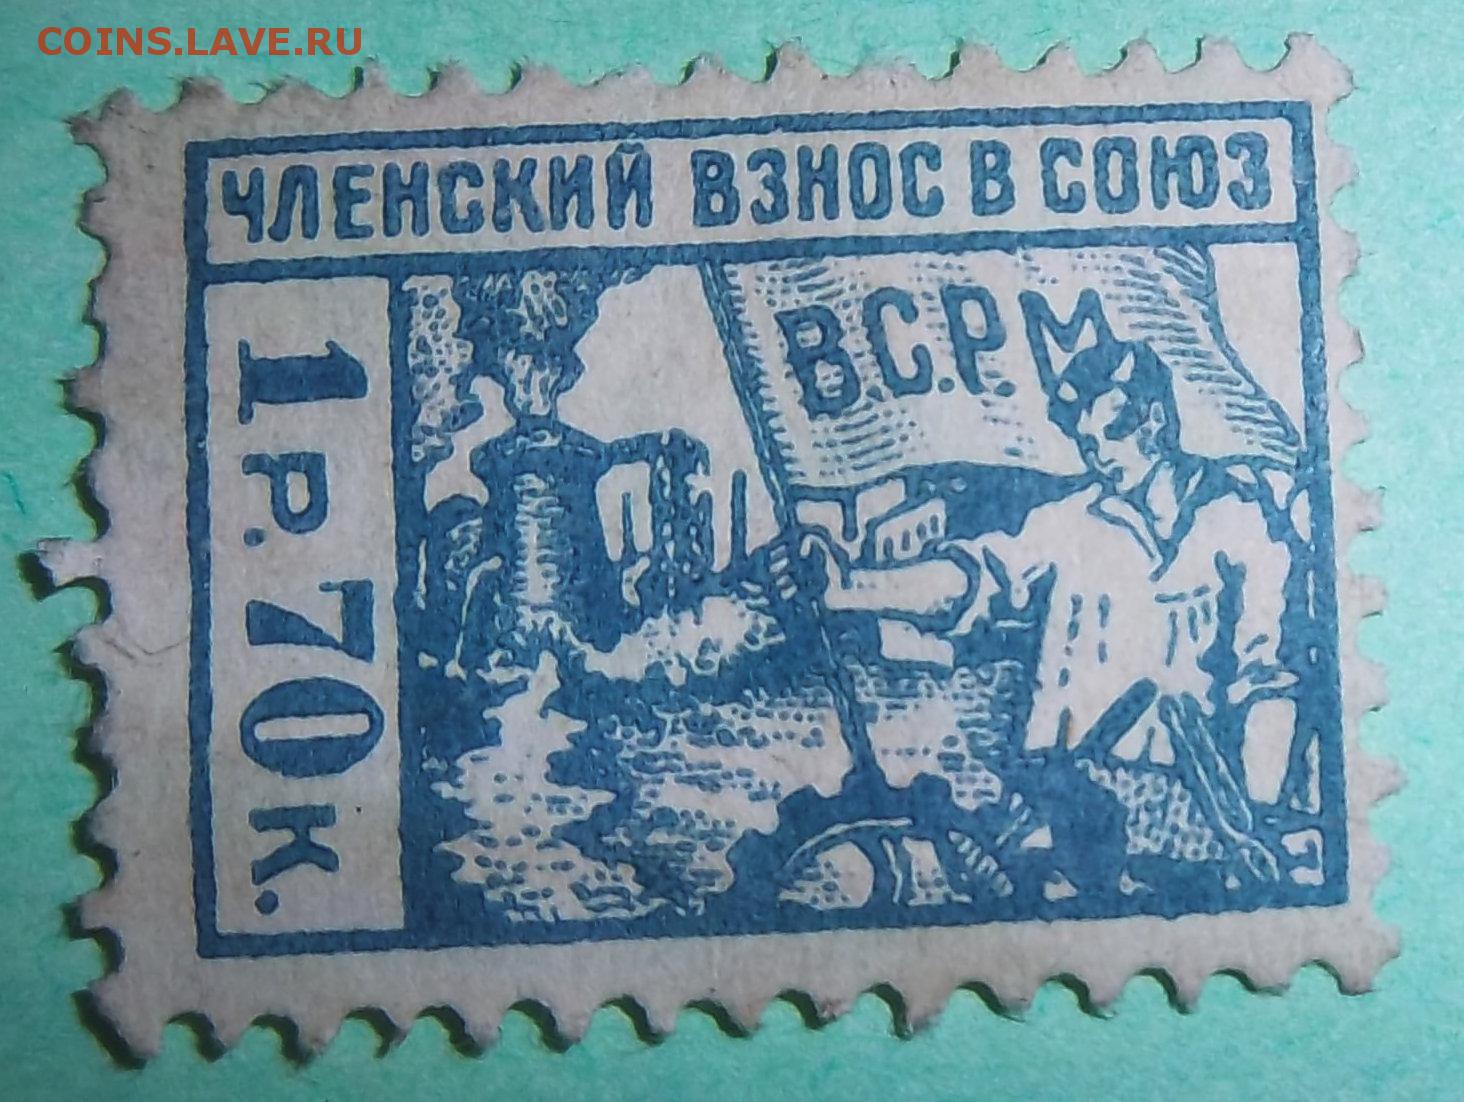 COINS.LAVE.RU
ЧЛЕНСКИЙ ВЗНОС В СОЮЗ
В.С.Р.М
1 Р. 70 К.